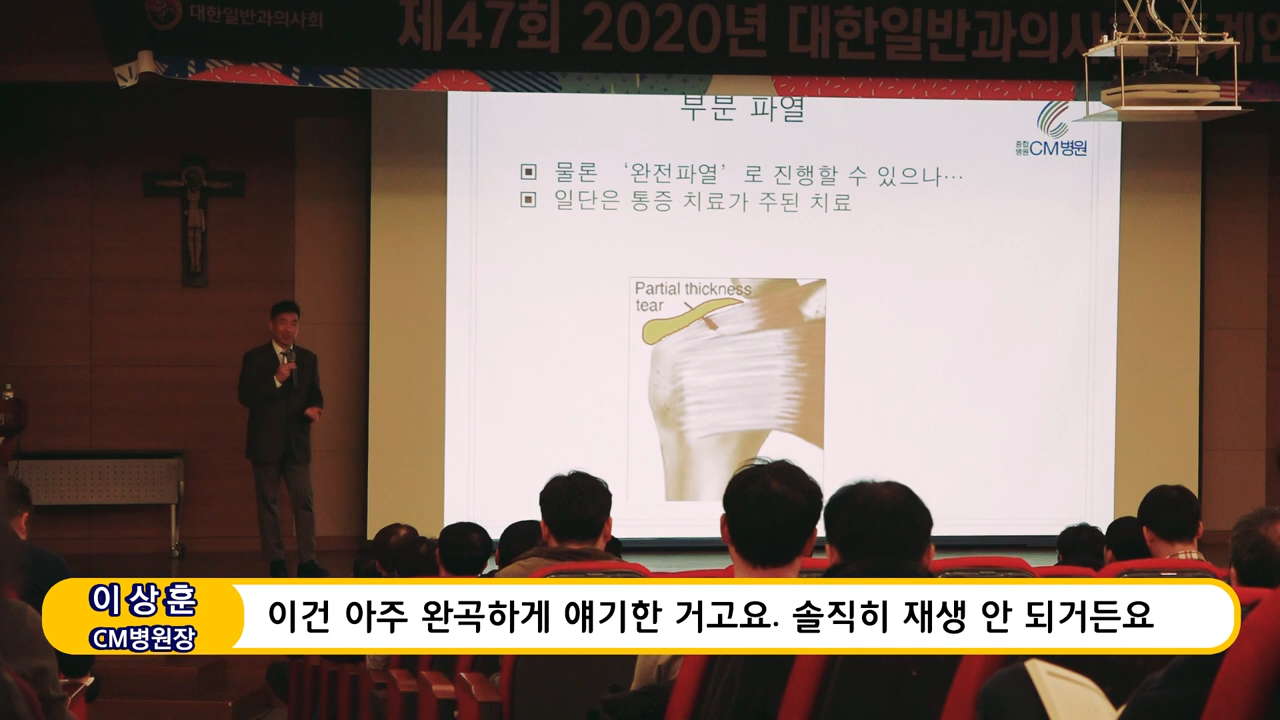 대한일반과의사회
제47회 2020년 대한일반과의사
부분 파열
종합병원 CM병원
▣ 물론 ‘완전파열’로 진행할 수 있으나…
▣ 일단은 통증 치료가 주된 치료
Partial thickness
tear
이상훈
CM병원장
이건 아주 완곡하게 얘기한 거고요. 솔직히 재생 안 되거든요